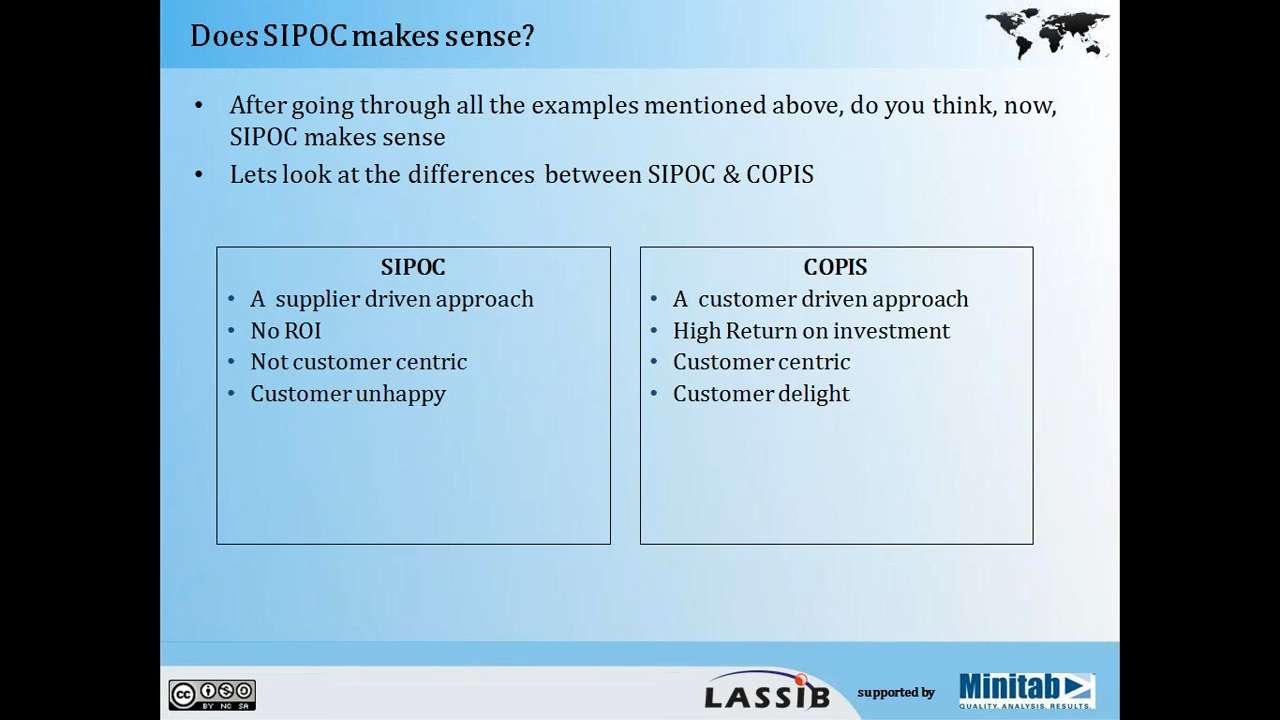 Does SIPOC makes sense?
• After going through all the examples mentioned above, do you think, now,
SIPOC makes sense
• Lets look at the differences between SIPOC & COPIS
SIPOC
• A supplier driven approach
• No ROI
• Not customer centric
• Customer unhappy
COPIS
• A customer driven approach
• High Return on investment
• Customer centric
• Customer delight
cc BY NC SA
LASSIB
supported by
Minitab
QUALITY. ANALYSIS. RESULTS.